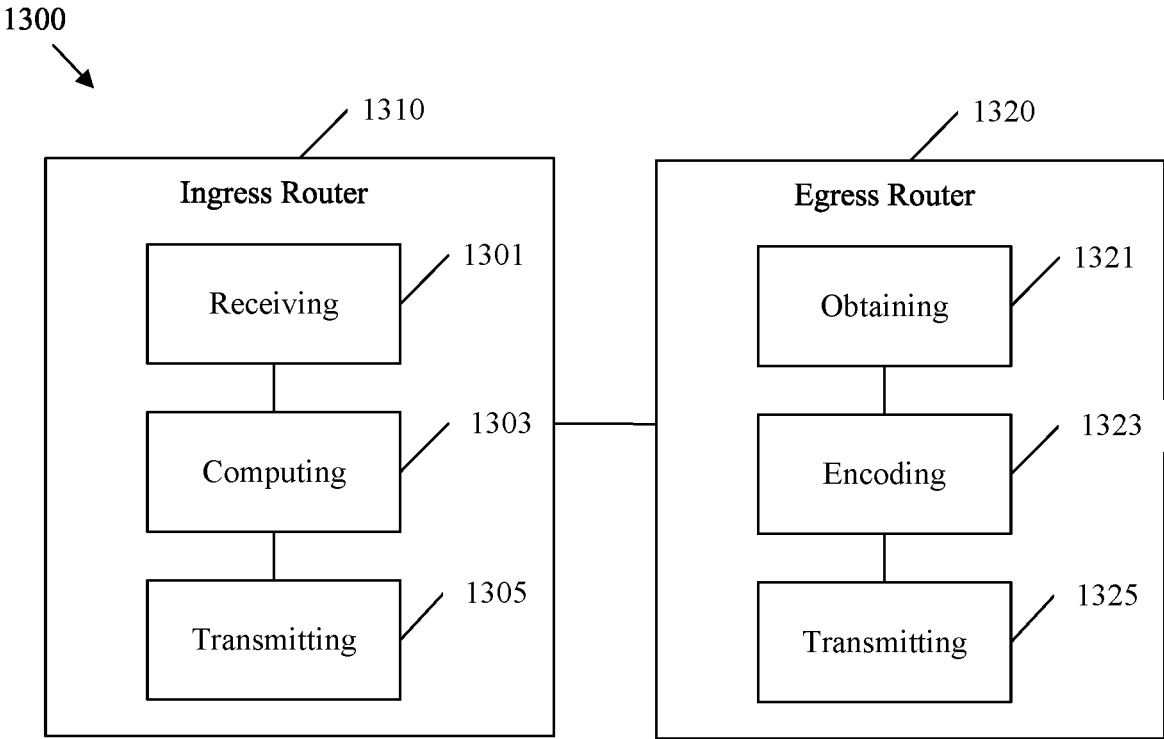 1300
1310
Ingress Router
Receiving
1301
Computing
1303
Transmitting
1305
1320
Egress Router
Obtaining
1321
Encoding
1323
Transmitting
1325